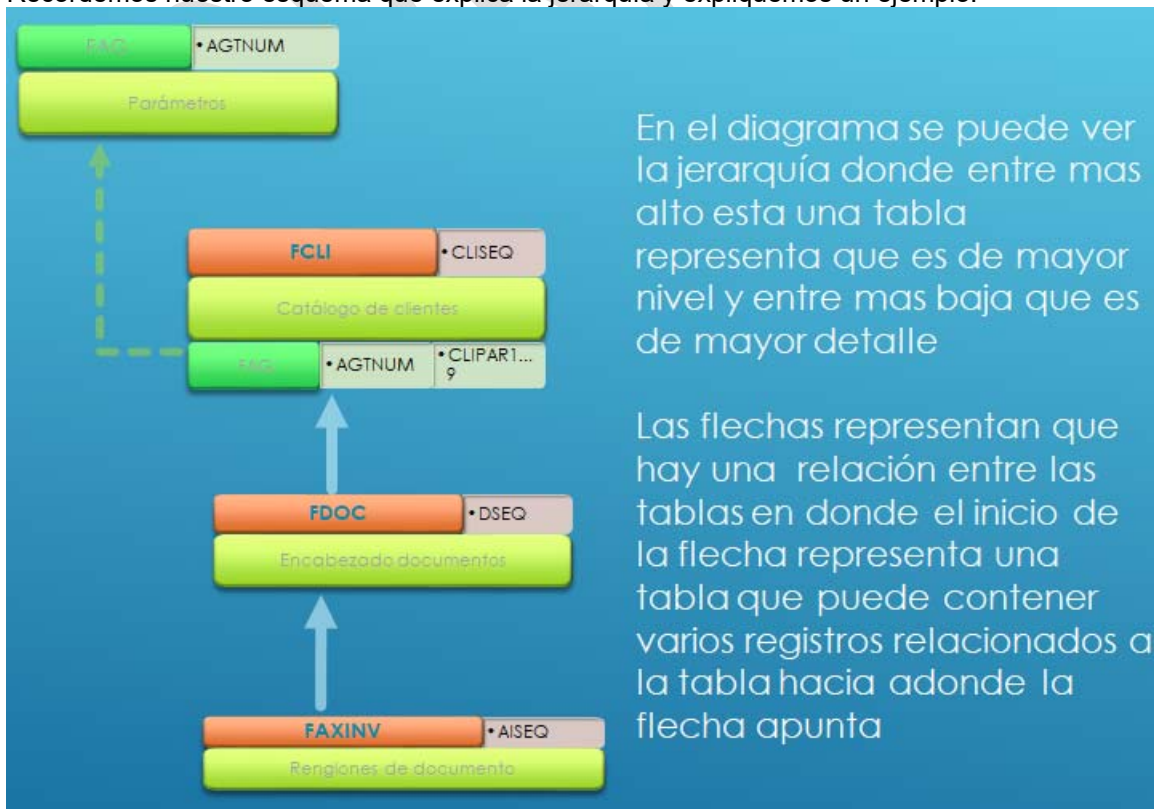 Recordemos nuestro esquema que explica la jerarquía y expliquemos un ejemplo:
FAG
• AGTNUM
Parámetros
FCLI
• CLISEQ
Catálogo de clientes
FAG
• AGTNUM
• CLIPAR1...
9
FDOC
• DSEQ
Encabezado documentos
FAXINV
• AISEQ
Renglones de documento
En el diagrama se puede ver
la jerarquía donde entre mas
alto esta una tabla
representa que es de mayor
nivel y entre mas baja que es
de mayor detalle
Las flechas representan que
hay una relación entre las
tablas en donde el inicio de
la flecha representa una
tabla que puede contener
varios registros relacionados a
la tabla hacia adonde la
flecha apunta